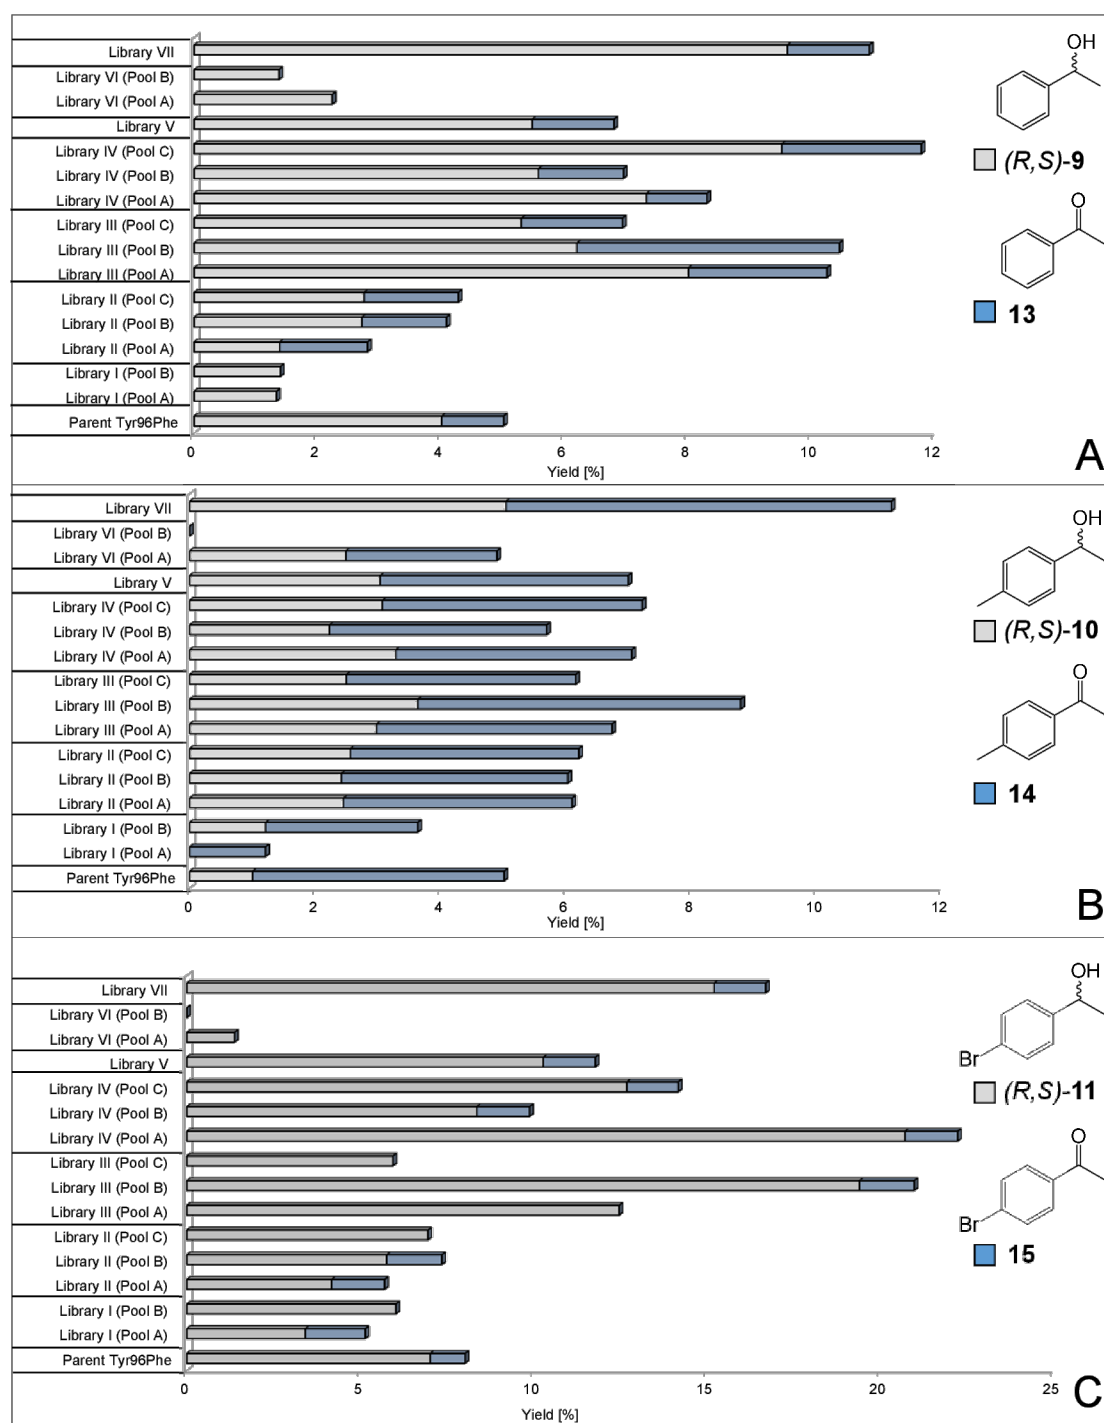 Library VII
Library VI (Pool B)
Library VI (Pool A)
Library V
Library IV (Pool C)
Library IV (Pool B)
Library IV (Pool A)
Library III (Pool C)
Library III (Pool B)
Library III (Pool A)
Library II (Pool C)
Library II (Pool B)
Library II (Pool A)
Library I (Pool B)
Library I (Pool A)
Parent Tyr96Phe
0 2 4 6 8 10 12
Yield [%]
OH
(R,S)-9
O
13
A
Library VII
Library VI (Pool B)
Library VI (Pool A)
Library V
Library IV (Pool C)
Library IV (Pool B)
Library IV (Pool A)
Library III (Pool C)
Library III (Pool B)
Library III (Pool A)
Library II (Pool C)
Library II (Pool B)
Library II (Pool A)
Library I (Pool B)
Library I (Pool A)
Parent Tyr96Phe
0 2 4 6 8 10 12
Yield [%]
OH
(R,S)-10
O
14
B
Library VII
Library VI (Pool B)
Library VI (Pool A)
Library V
Library IV (Pool C)
Library IV (Pool B)
Library IV (Pool A)
Library III (Pool C)
Library III (Pool B)
Library III (Pool A)
Library II (Pool C)
Library II (Pool B)
Library II (Pool A)
Library I (Pool B)
Library I (Pool A)
Parent Tyr96Phe
0 5 10 15 20 25
Yield [%]
OH
Br
(R,S)-11
O
Br
15
C